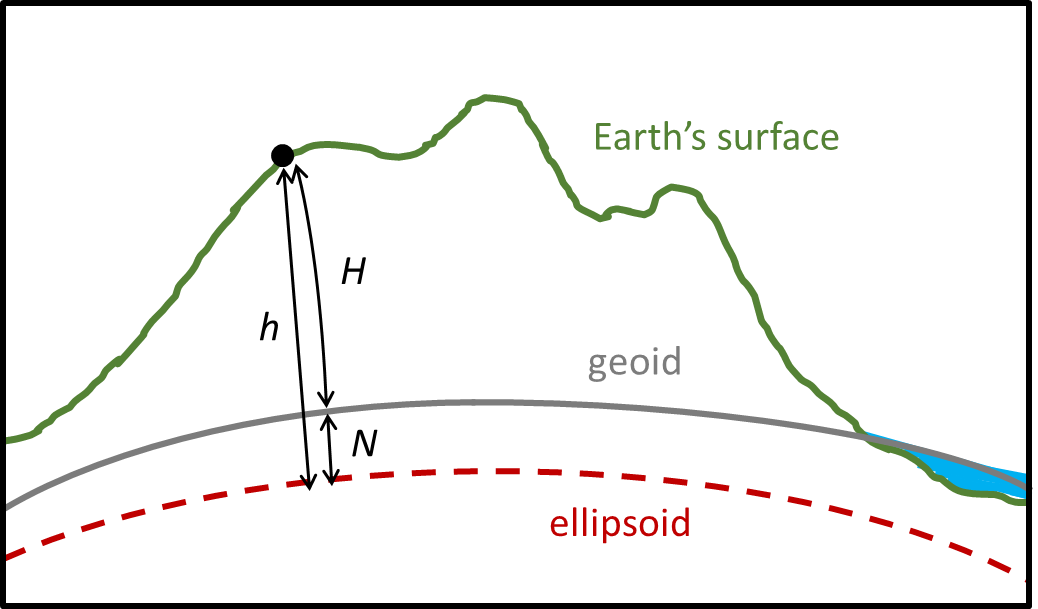 Earth’s surface
H
h
geoid
N
ellipsoid